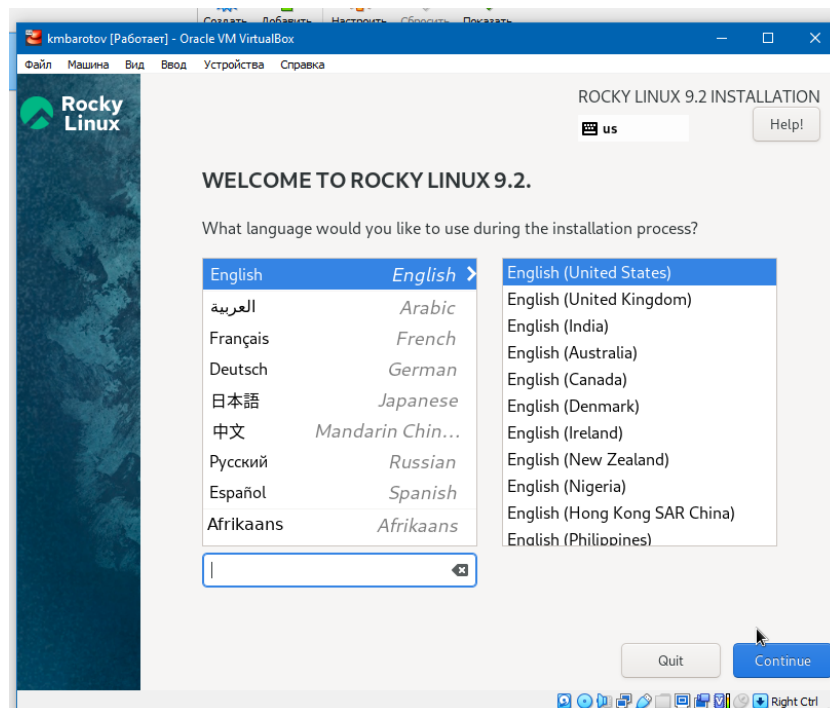 Создать Добавить Настроить Сбросить Показать
kmbarotov [Работает] - Oracle VM VirtualBox
Файл Машина Вид Ввод Устройства Справка
Rocky
Linux
ROCKY LINUX 9.2 INSTALLATION
us
Help!
WELCOME TO ROCKY LINUX 9.2.
What language would you like to use during the installation process?
English English
العربية Arabic
Français French
Deutsch German
日本語 Japanese
中文 Mandarin Chin...
Русский Russian
Español Spanish
Afrikaans Afrikaans
English (United States)
English (United Kingdom)
English (India)
English (Australia)
English (Canada)
English (Denmark)
English (Ireland)
English (New Zealand)
English (Nigeria)
English (Hong Kong SAR China)
English (Philippines)
Quit
Continue
Right Ctrl